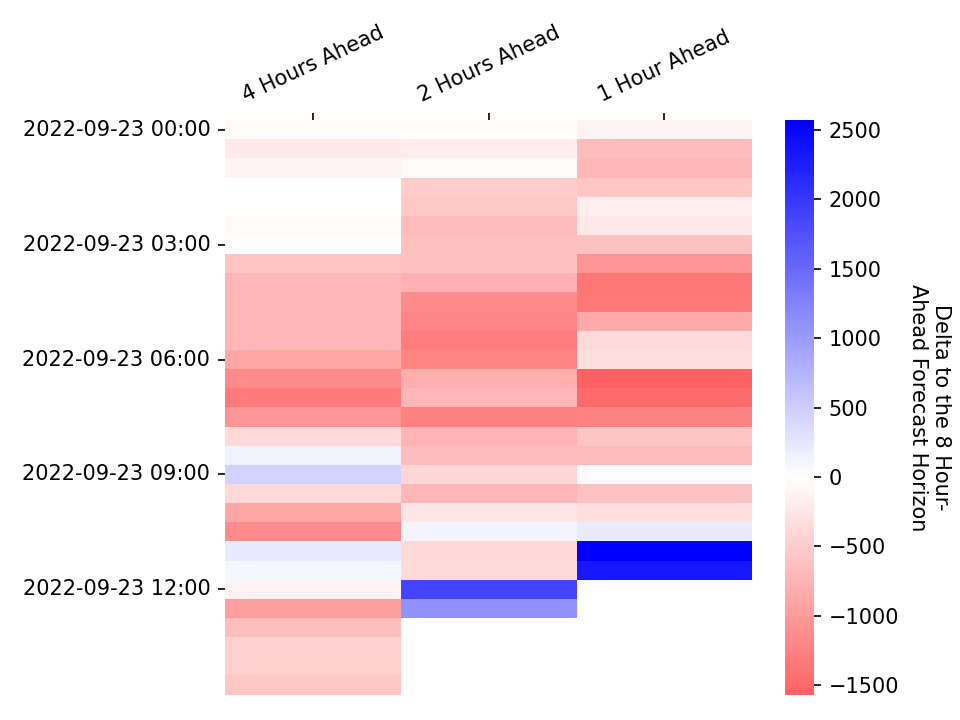 4 Hours Ahead
2 Hours Ahead
1 Hour Ahead
2022-09-23 00:00
2022-09-23 03:00
2022-09-23 06:00
2022-09-23 09:00
2022-09-23 12:00
2500
2000
1500
1000
500
0
−500
−1000
−1500
Delta to the 8 Hour-
Ahead Forecast Horizon